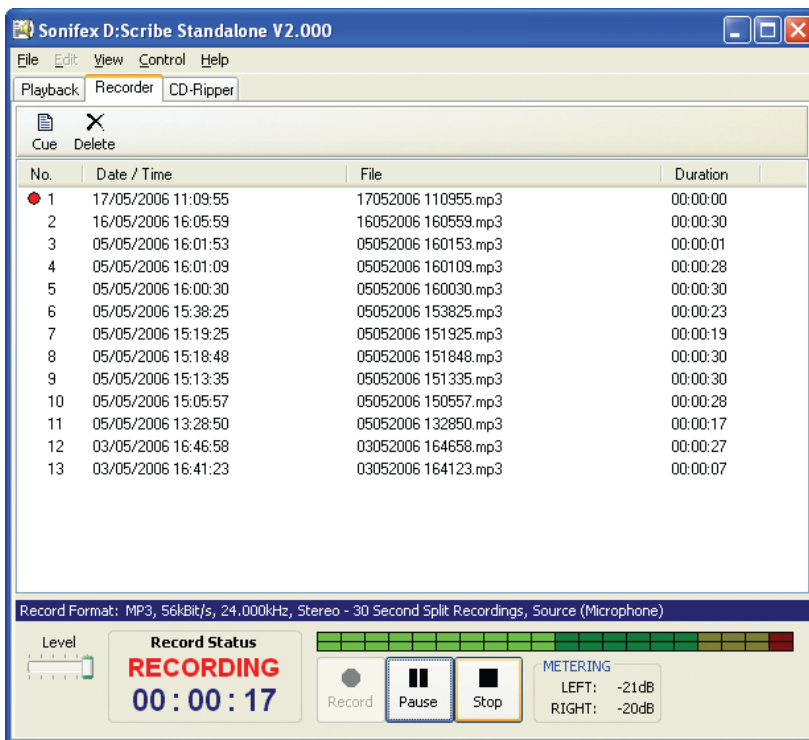 Sonifex D:Scribe Standalone V2.000
File Edit View Control Help
Playback Recorder CD-Ripper
Cue Delete
No. Date / Time File Duration
1 17/05/2006 11:09:55 17052006 110955.mp3 00:00:00
2 16/05/2006 16:05:59 16052006 160559.mp3 00:00:30
3 05/05/2006 16:01:53 05052006 160153.mp3 00:00:01
4 05/05/2006 16:01:09 05052006 160109.mp3 00:00:28
5 05/05/2006 16:00:30 05052006 160030.mp3 00:00:30
6 05/05/2006 15:38:25 05052006 153825.mp3 00:00:23
7 05/05/2006 15:19:25 05052006 151925.mp3 00:00:19
8 05/05/2006 15:18:48 05052006 151848.mp3 00:00:30
9 05/05/2006 15:13:35 05052006 151335.mp3 00:00:30
10 05/05/2006 15:05:57 05052006 150557.mp3 00:00:28
11 05/05/2006 13:28:50 05052006 132850.mp3 00:00:17
12 03/05/2006 16:46:58 03052006 164658.mp3 00:00:27
13 03/05/2006 16:41:23 03052006 164123.mp3 00:00:07
Record Format: MP3, 56kBit/s, 24.000kHz, Stereo - 30 Second Split Recordings, Source (Microphone)
Level Record Status
RECORDING
00:00:17
Record Pause Stop
METERING
LEFT: -21dB
RIGHT: -20dB